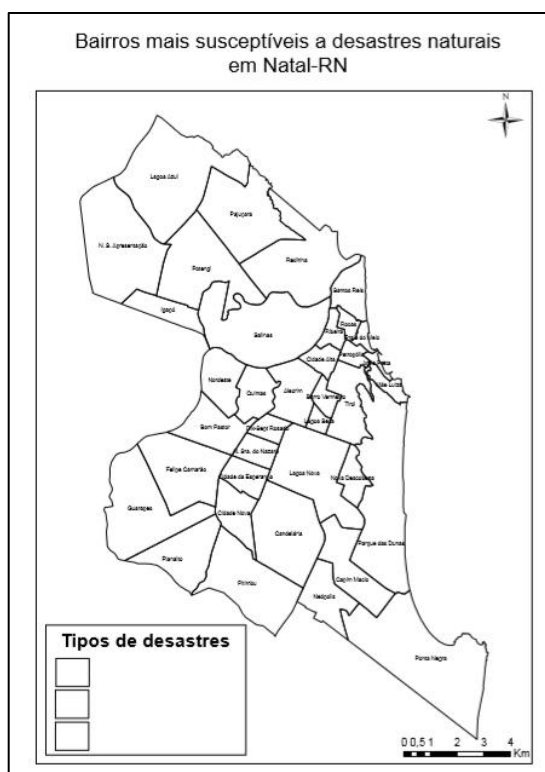 Bairros mais susceptíveis a desastres naturais
em Natal-RN
N
Lagoa Azul
Pajuçara
N. S. Apresentação
Redinha
Potengi
Igapó
Salinas
Santos Reis
Rocas
Ribeira
Praia do Meio
Cidade Alta
Petrópolis
Mãe Luiza
Nordeste
Quintas
Alecrim
Barro Vermelho
Tirol
Lagoa Seca
Bom Pastor
Dix-Sept Rosado
N. Sra. de Nazaré
Felipe Camarão
Cidade da Esperança
Lagoa Nova
Nova Descoberta
Guarapes
Cidade Nova
Candelária
Parque das Dunas
Planalto
Pitimbu
Capim Macio
Neópolis
Ponta Negra
Tipos de desastres
0 0,5 1 2 3 4
Km